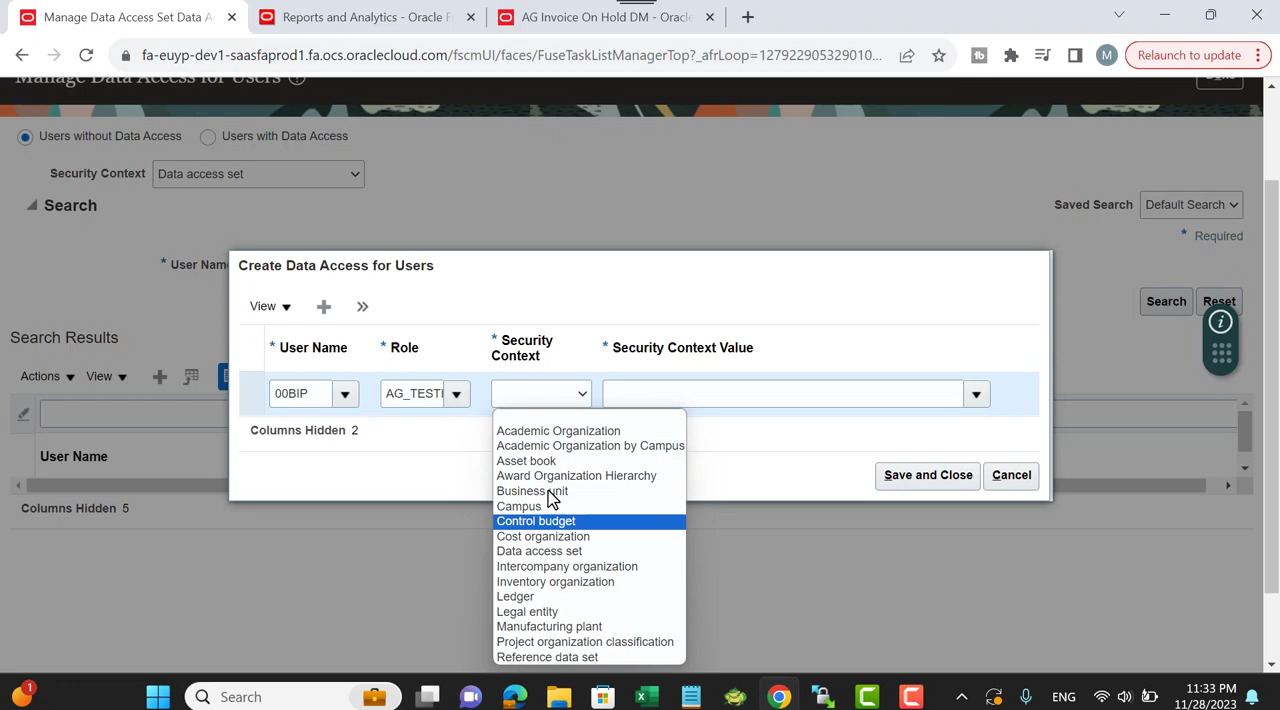 Manage Data Access Set Data A
Reports and Analytics - Oracle F
AG Invoice On Hold DM - Oracle
fa-euyp-dev1-saasfaprod1.fa.ocs.oraclecloud.com/fscmUI/faces/FuseTaskListManagerTop?_afrLoop=127922905329010...
M
Relaunch to update
Manage Data Access for Users
Users without Data Access
Users with Data Access
Security Context
Data access set
Search
Saved Search
Default Search
* Required
* User Nam
Search
Reset
Search Results
Actions
View
User Name
Columns Hidden 5
Create Data Access for Users
View
* User Name
* Role
* Security Context
* Security Context Value
00BIP
AG_TESTI
Columns Hidden 2
Save and Close
Cancel
Academic Organization
Academic Organization by Campus
Asset book
Award Organization Hierarchy
Business unit
Campus
Control budget
Cost organization
Data access set
Intercompany organization
Inventory organization
Ledger
Legal entity
Manufacturing plant
Project organization classification
Reference data set
1
Search
ENG
11:33 PM
11/28/2023